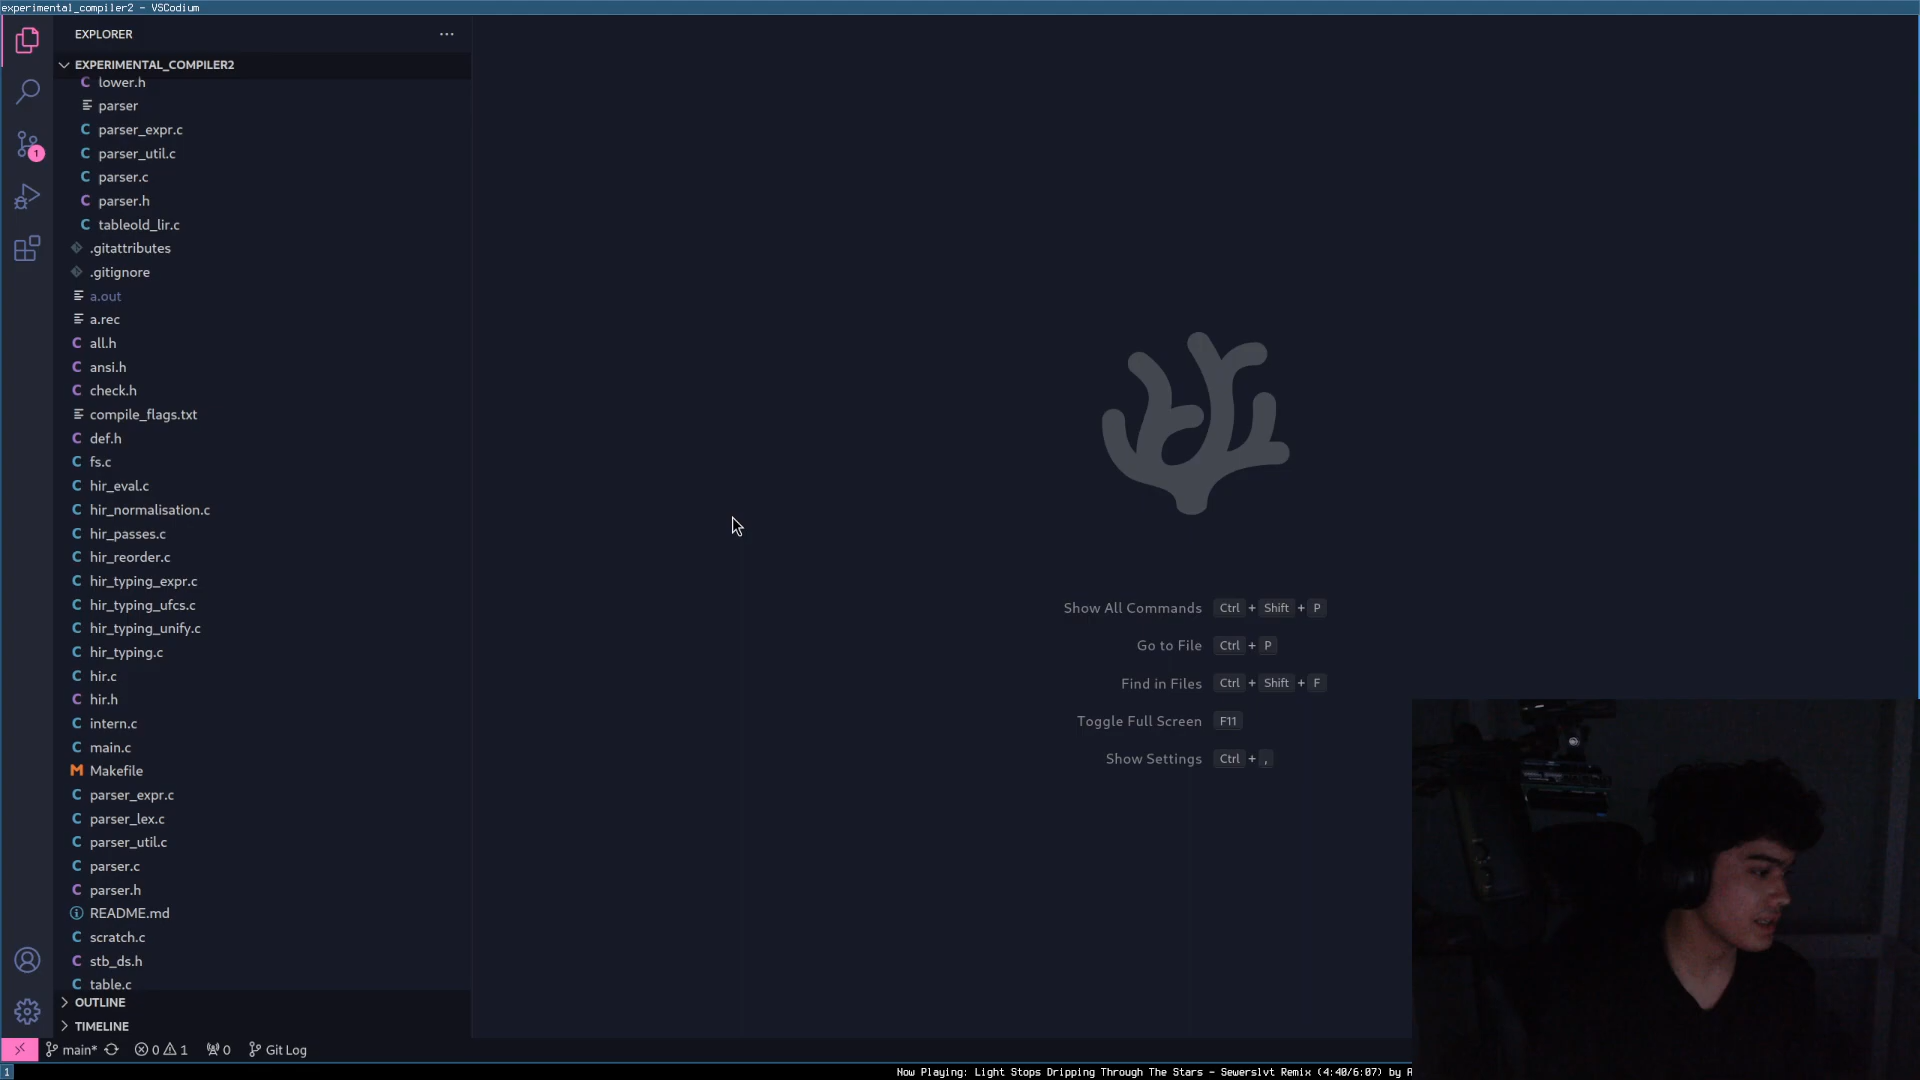 experimental_compiler2 - VSCodium
EXPLORER
EXPERIMENTAL_COMPILER2
C lower.h
parser
C parser_expr.c
C parser_util.c
C parser.c
C parser.h
C tableold_lir.c
.gitattributes
.gitignore
a.out
a.rec
C all.h
C ansi.h
C check.h
compile_flags.txt
C def.h
C fs.c
C hir_eval.c
C hir_normalisation.c
C hir_passes.c
C hir_reorder.c
C hir_typing_expr.c
C hir_typing_ufcs.c
C hir_typing_unify.c
C hir_typing.c
C hir.c
C hir.h
C intern.c
C main.c
M Makefile
C parser_expr.c
C parser_lex.c
C parser_util.c
C parser.c
C parser.h
README.md
C scratch.c
C stb_ds.h
C table.c
OUTLINE
TIMELINE
1
Show All Commands Ctrl + Shift + P
Go to File Ctrl + P
Find in Files Ctrl + Shift + F
Toggle Full Screen F11
Show Settings Ctrl + ,
main* 0 1 0 Git Log
1 Now Playing: Light Stops Dripping Through The Stars - Sewerslvt Remix (4:40/6:07) by